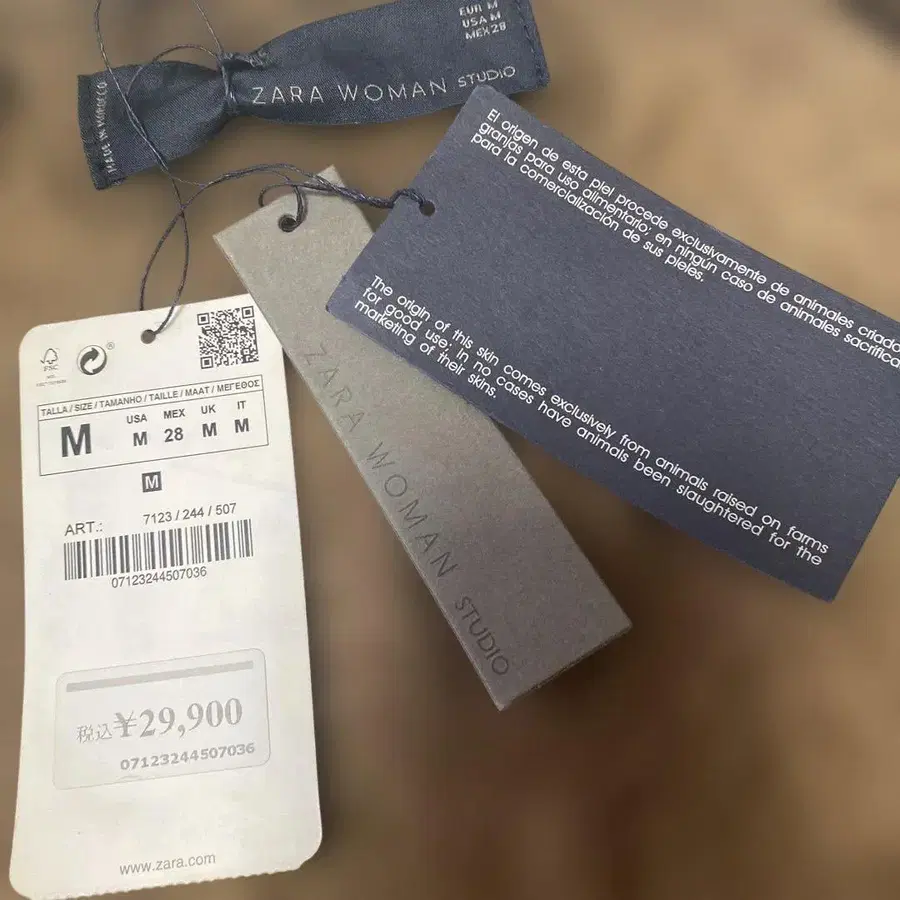 EUR M
USA M
MEX 28
ZARA WOMAN STUDIO
MADE IN MOROCCO
El origen de esta piel procede exclusivamente de animales criado
granjas para uso alimentario; en ningún caso de animales sacrifica
para la comercialización de sus pieles.
The origin of this skin comes exclusively from animals raised on farms
for good use; In no cases have animals been slaughtered for the
marketing of their skins.
ZARA WOMAN STUDIO
FSC
®
TALLA / SIZE / TAMANHO / TAILLE / MAAT / ΜΕΓΕΘΟΣ
M
USA MEX UK IT
M 28 M M
M
ART.: 7123 / 244 / 507
07123244507036
税込¥29,900
07123244507036
www.zara.com